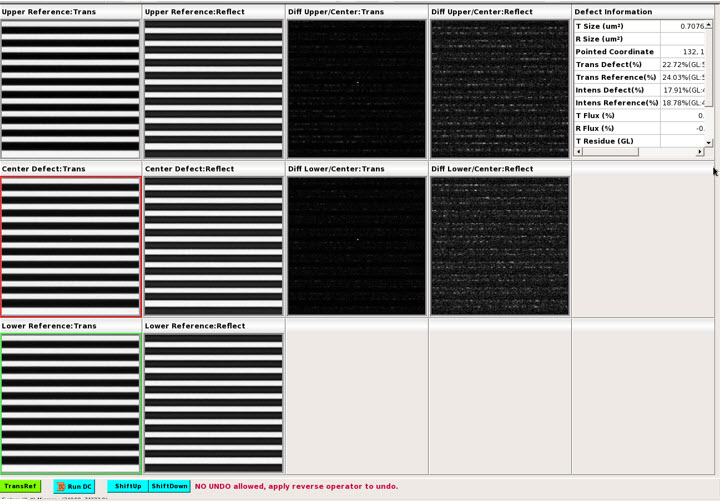 Upper Reference:Trans
Upper Reference:Reflect
Diff Upper/Center:Trans
Diff Upper/Center:Reflect
Defect Information
T Size (um²) 0.7076
R Size (um²)
Pointed Coordinate 132, 1
Trans Defect(%) 22.72%(GL:
Trans Reference(%) 24.03%(GL:
Intens Defect(%) 17.91%(GL:
Intens Reference(%) 18.78%(GL:
T Flux (%) 0.
R Flux (%) -0.
T Residue (GL)
Center Defect:Trans
Center Defect:Reflect
Diff Lower/Center:Trans
Diff Lower/Center:Reflect
Lower Reference:Trans
Lower Reference:Reflect
TransRef
Run DC
ShiftUp
ShiftDown
NO UNDO allowed, apply reverse operator to undo.